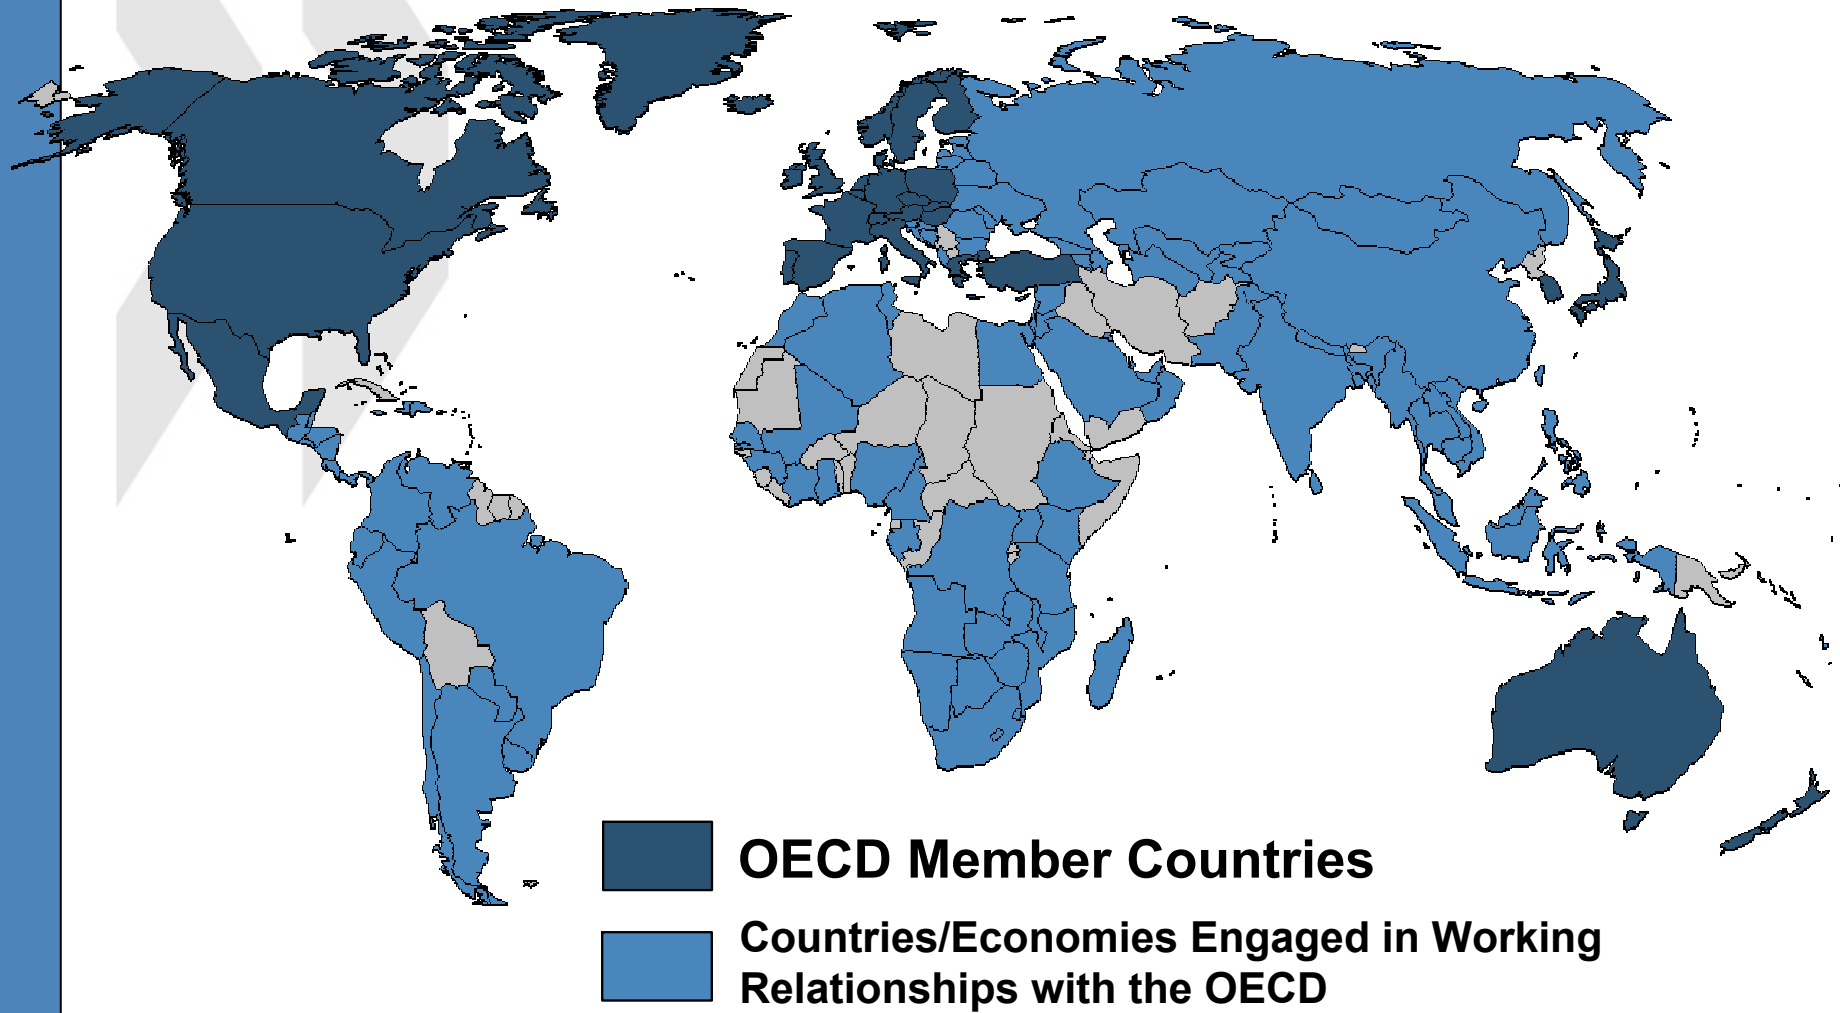 OECD Member Countries
Countries/Economies Engaged in Working
Relationships with the OECD